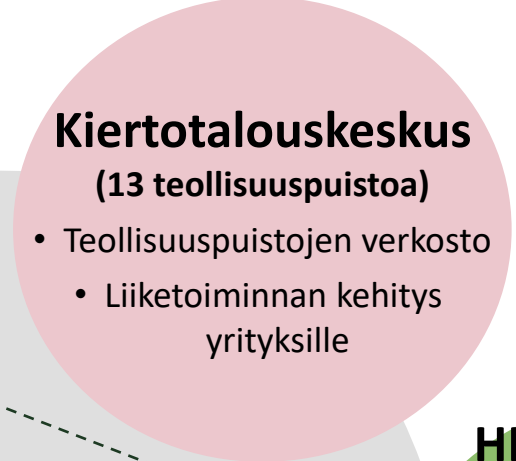 Kiertotalouskeskus
(13 teollisuuspuistoa)
• Teollisuuspuistojen verkosto
• Liiketoiminnan kehitys
yrityksille